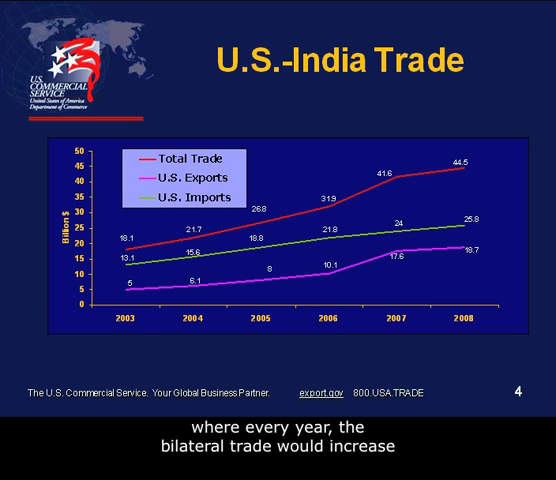 U.S.-India Trade
U.S.
COMMERCIAL
SERVICE
United States of America
Department of Commerce
50
45
40
35
30
25
20
15
10
5
0
Billion $
Total Trade
U.S. Exports
U.S. Imports
18.1
21.7
26.8
31.9
41.6
44.5
13.1
15.6
18.8
21.8
24
25.8
5
6.1
8
10.1
17.6
18.7
2003 2004 2005 2006 2007 2008
The U.S. Commercial Service. Your Global Business Partner. export.gov 800.USA.TRADE 4
where every year, the
bilateral trade would increase